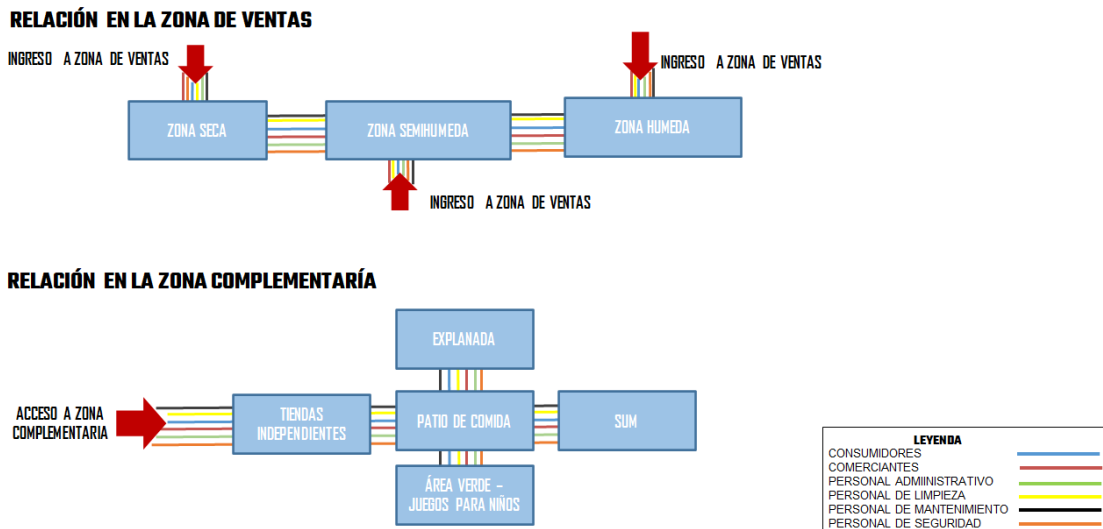 RELACIÓN EN LA ZONA DE VENTAS
INGRESO A ZONA DE VENTAS
INGRESO A ZONA DE VENTAS
ZONA SECA
ZONA SEMIHUMEDA
ZONA HUMEDA
INGRESO A ZONA DE VENTAS
RELACIÓN EN LA ZONA COMPLEMENTARÍA
EXPLANADA
ACCESO A ZONA
COMPLEMENTARIA
TIENDAS
INDEPENDIENTES
PATIO DE COMIDA
SUM
ÁREA VERDE –
JUEGOS PARA NIÑOS
LEYENDA
CONSUMIDORES
COMERCIANTES
PERSONAL ADMIINISTRATIVO
PERSONAL DE LIMPIEZA
PERSONAL DE MANTENIMIENTO
PERSONAL DE SEGURIDAD